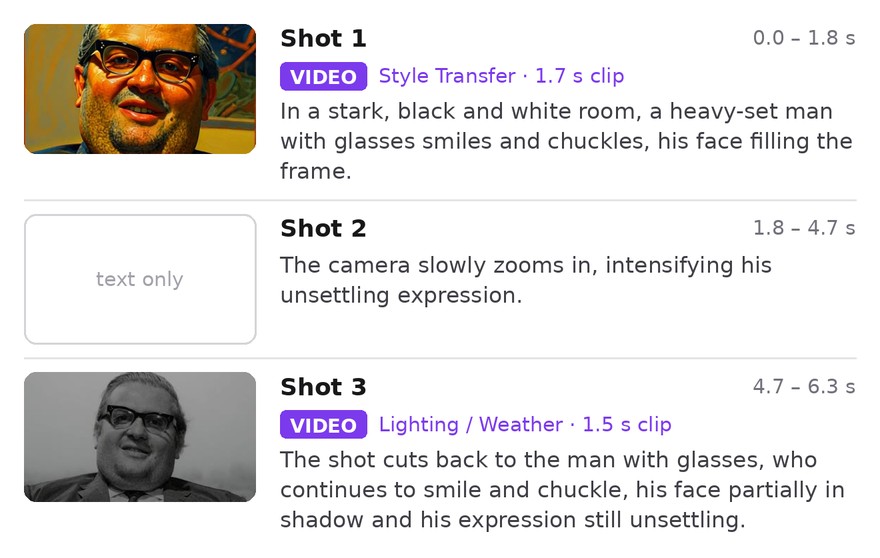 Shot 1
0.0 – 1.8 s
VIDEO Style Transfer · 1.7 s clip
In a stark, black and white room, a heavy-set man
with glasses smiles and chuckles, his face filling the
frame.
text only
Shot 2
1.8 – 4.7 s
The camera slowly zooms in, intensifying his
unsettling expression.
Shot 3
4.7 – 6.3 s
VIDEO Lighting / Weather · 1.5 s clip
The shot cuts back to the man with glasses, who
continues to smile and chuckle, his face partially in
shadow and his expression still unsettling.